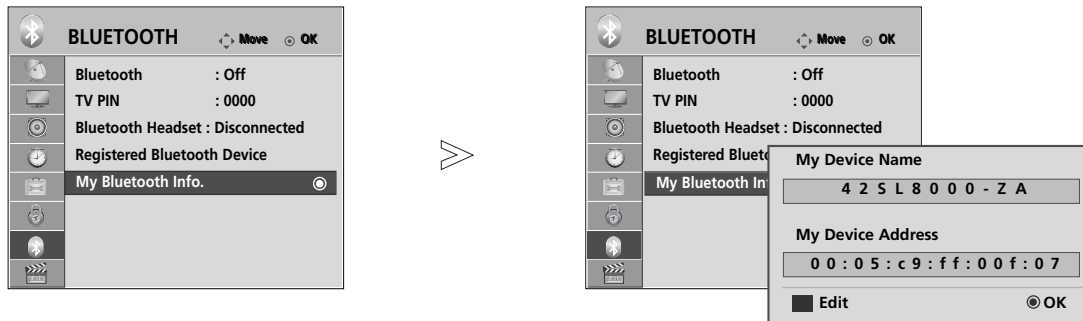 BLUETOOTH Move OK
Bluetooth : Off
TV PIN : 0000
Bluetooth Headset : Disconnected
Registered Bluetooth Device
My Bluetooth Info.
BLUETOOTH Move OK
Bluetooth : Off
TV PIN : 0000
Bluetooth Headset : Disconnected
Registered Blueto
My Bluetooth In
My Device Name
42SL8000-ZA
My Device Address
00:05:c9:ff:00f:07
Edit OK